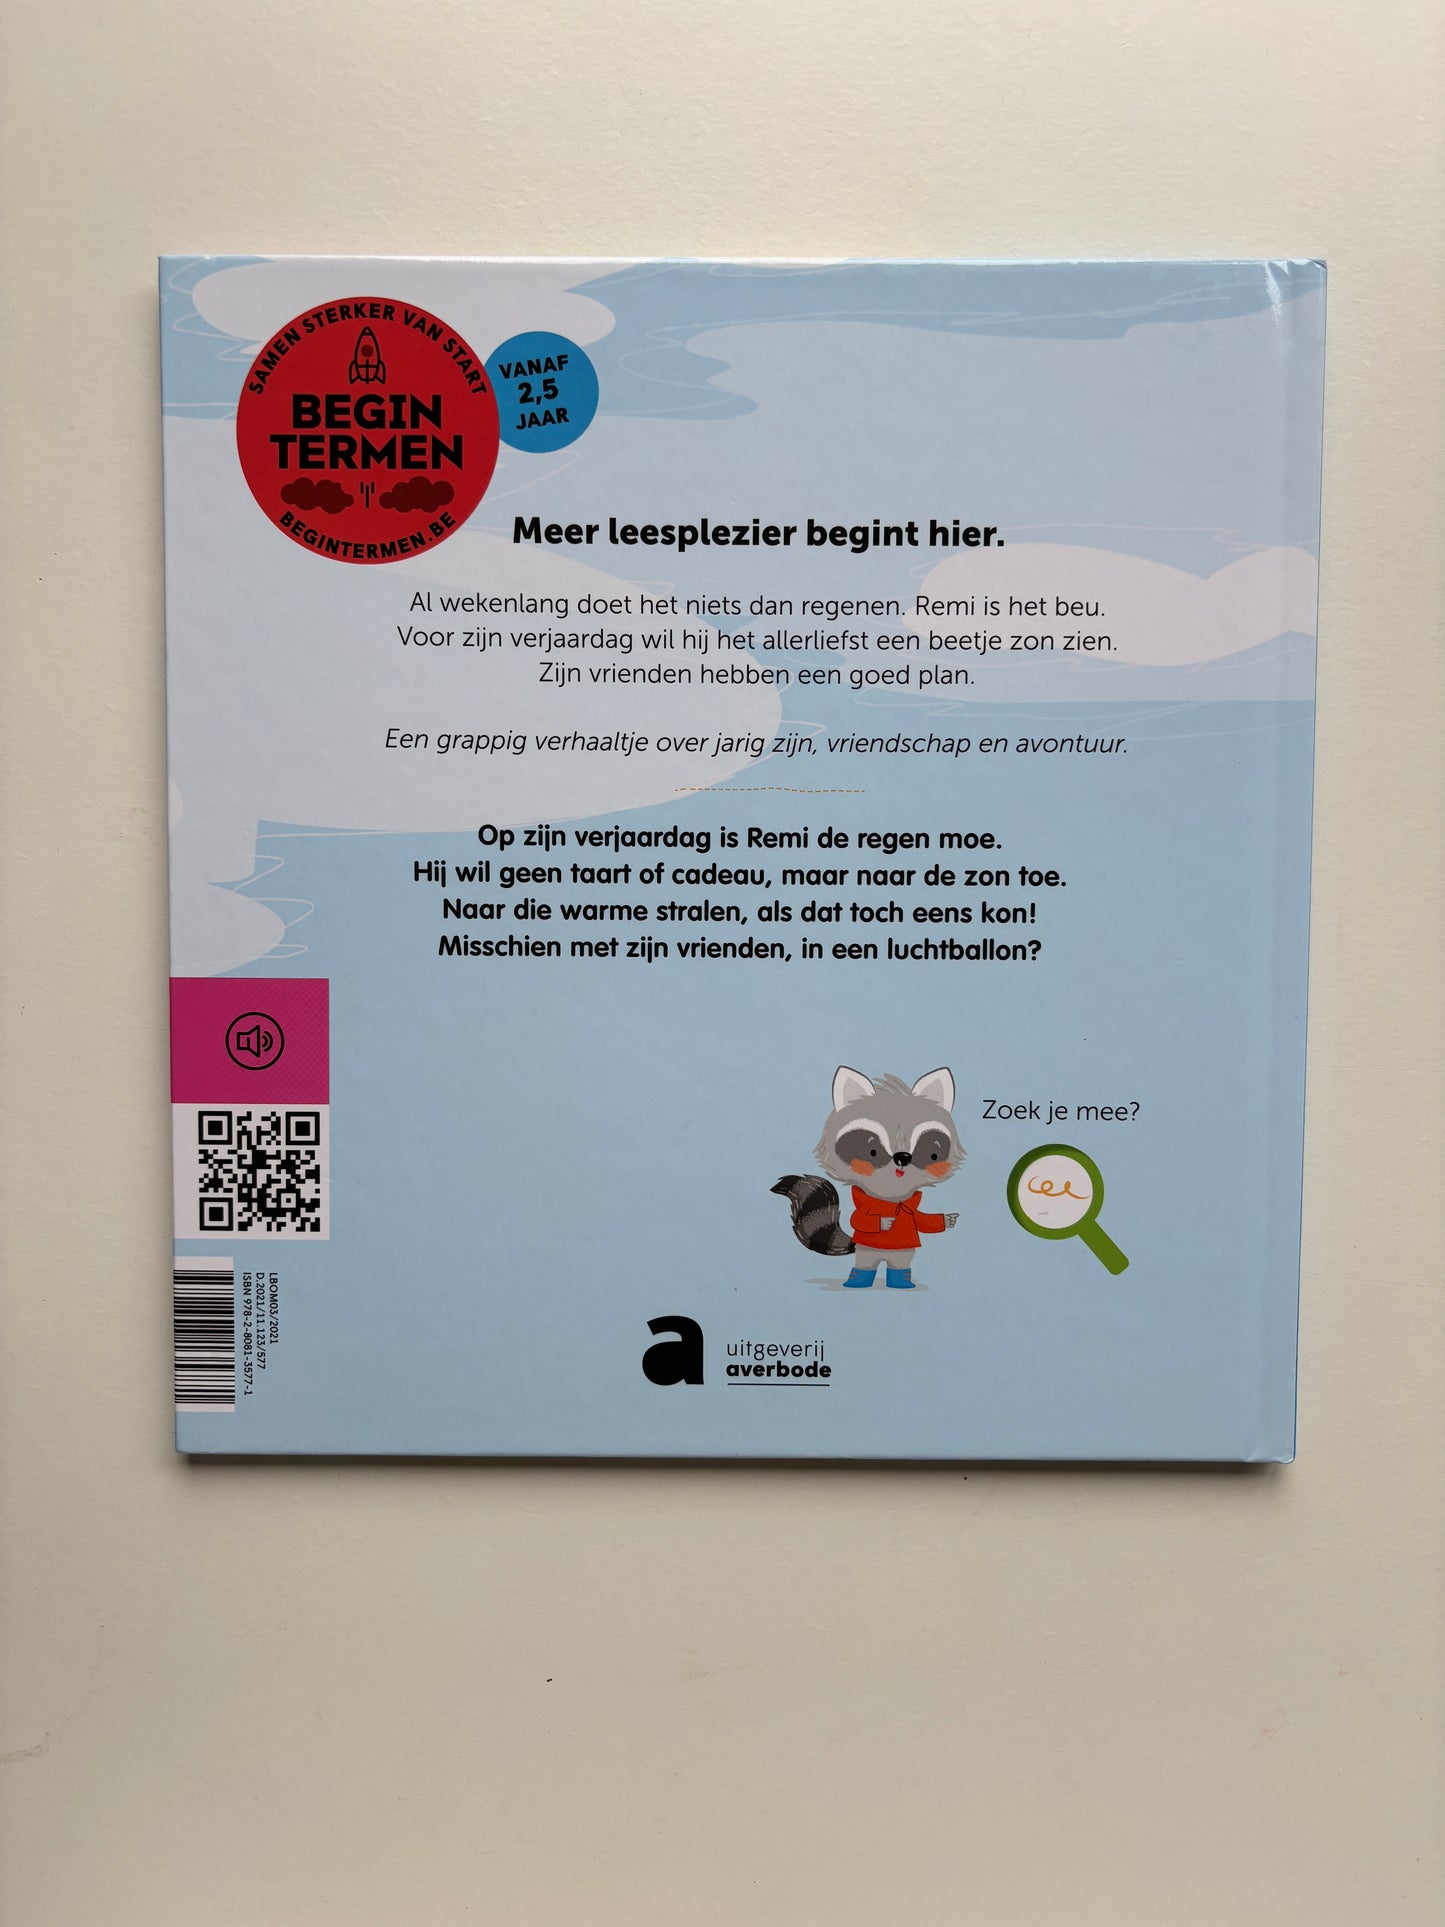 SAMEN STERKER VAN START
BEGIN
TERMEN
BEGINTERMEN.BE
VANAF
2,5
JAAR
Meer leesplezier begint hier.
Al wekenlang doet het niets dan regenen. Remi is het beu.
Voor zijn verjaardag wil hij het allerliefst een beetje zon zien.
Zijn vrienden hebben een goed plan.
Een grappig verhaaltje over jarig zijn, vriendschap en avontuur.
Op zijn verjaardag is Remi de regen moe.
Hij wil geen taart of cadeau, maar naar de zon toe.
Naar die warme stralen, als dat toch eens kon!
Misschien met zijn vrienden, in een luchtballon?
Zoek je mee?
LBOM03/2021
D.2021/11.123/577
ISBN 978-2-8081-3577-1
a
uitgeverij
averbode